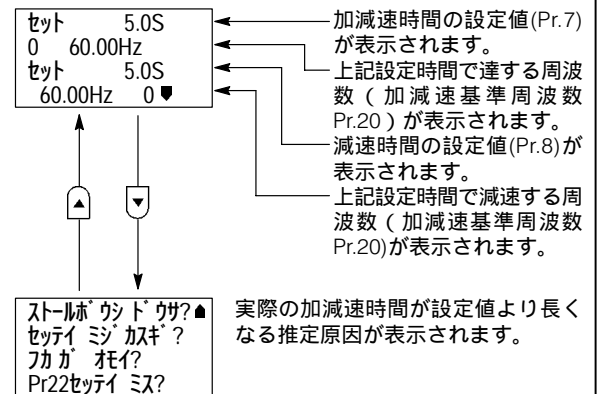 セット 5.0S
0 60.00Hz
セット 5.0S
60.00Hz 0
加減速時間の設定値(Pr.7)
が表示されます。
上記設定時間で達する周波
数(加減速基準周波数
Pr.20)が表示されます。
減速時間の設定値(Pr.8)が
表示されます。
上記設定時間で減速する周
波数(加減速基準周波数
Pr.20)が表示されます。
ストールボウシ ドウサ?
セッテイ ミジカスギ?
フカガ オモイ?
Pr22セッテイ ミス?
実際の加減速時間が設定値より長く
なる推定原因が表示されます。